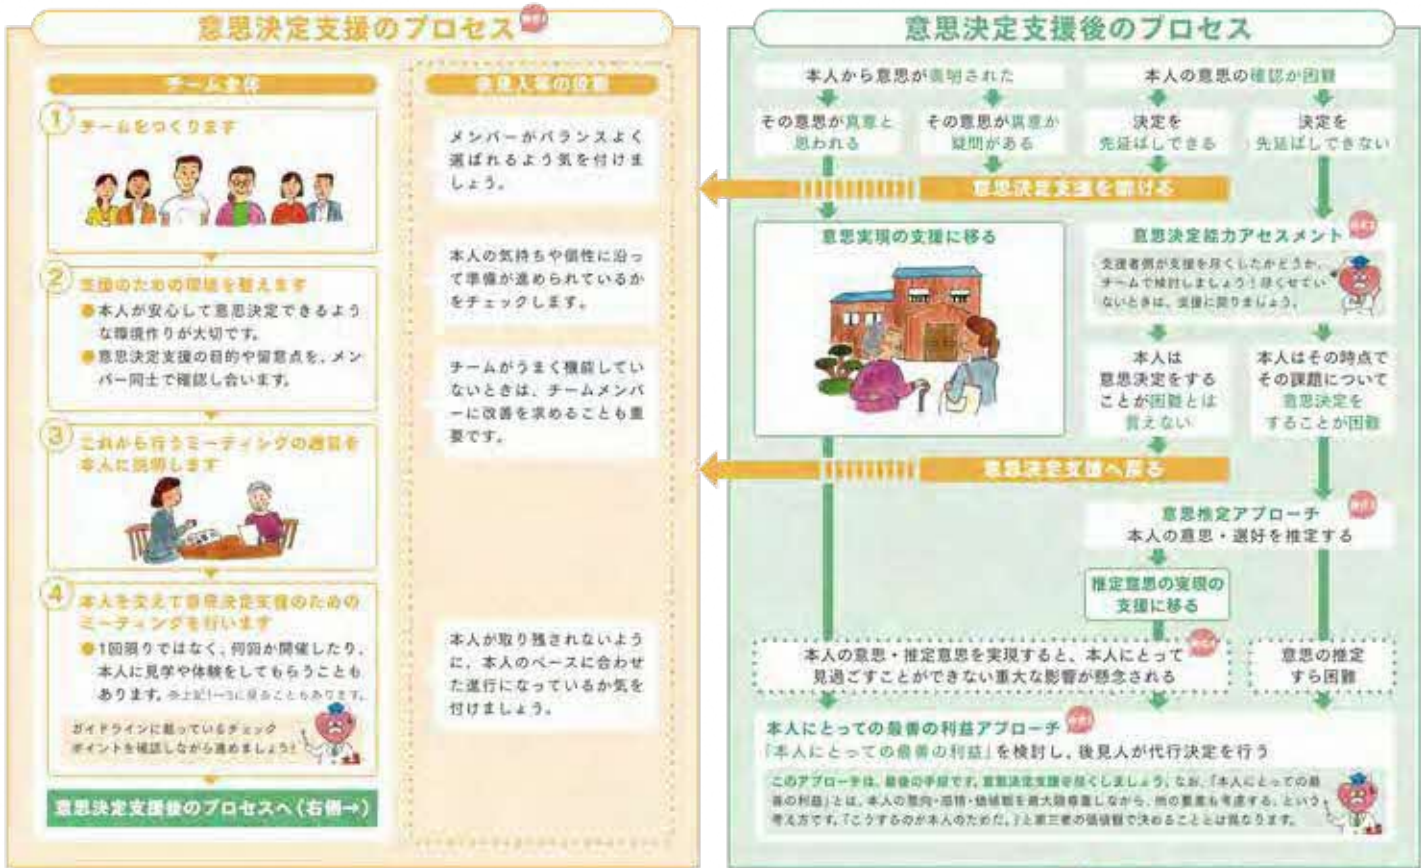 意思決定支援のプロセス
チーム全体
① チームをつくります
② 支援のための環境を整えます
●本人が安心して意思決定できるよう
な環境作りが大切です。
●意思決定支援の目的や留意点を、メン
バー同士で確認し合います。
③ これから行うミーティングの趣旨を
本人に説明します
④ 本人を交えて意思決定支援のための
ミーティングを行います
●1回限りではなく、何回か開催したり、
本人に見学や体験をしてもらうことも
あります。※上記1〜3に戻ることもあります。
ガイドラインに載っているチェック
ポイントを確認しながら進めましょう!
意思決定支援後のプロセスへ(右側→)
後見人等の役割
メンバーがバランスよく
選ばれるよう気を付けま
しょう。
本人の気持ちや個性に沿っ
て準備が進められているか
をチェックします。
チームがうまく機能してい
ないときは、チームメンバ
ーに改善を求めることも重
要です。
本人が取り残されないよう
に、本人のペースに合わせ
た進行になっているか気を
付けましょう。
意思決定支援後のプロセス
本人から意思が表明された
本人の意思の確認が困難
その意思が真意と
思われる
その意思が真意か
疑問がある
決定を
先延ばしできる
決定を
先延ばしできない
意思決定支援を続ける
意思実現の支援に移る
意思決定能力アセスメント
支援者側が支援を尽くしたかどうか、
チームで検討しましょう!尽くせてい
ないときは、支援に戻りましょう。
本人は
意思決定をする
ことが困難とは
言えない
本人はその時点で
その課題について
意思決定を
することが困難
意思決定支援へ戻る
意思推定アプローチ
本人の意思・選好を推定する
推定意思の実現の
支援に移る
本人の意思・推定意思を実現すると、本人にとって
見過ごすことができない重大な影響が懸念される
意思の推定
すら困難
本人にとっての最善の利益アプローチ
「本人にとっての最善の利益」を検討し、後見人が代行決定を行う
このアプローチは、最後の手段です。意思決定支援を尽くしましょう。なお、「本人にとっての最
善の利益」とは、本人の意向・感情・価値観を最大限尊重しながら、他の要素も考慮する、という
考え方です。「こうするのが本人のためだ。」と第三者の価値観で決めることとは異なります。